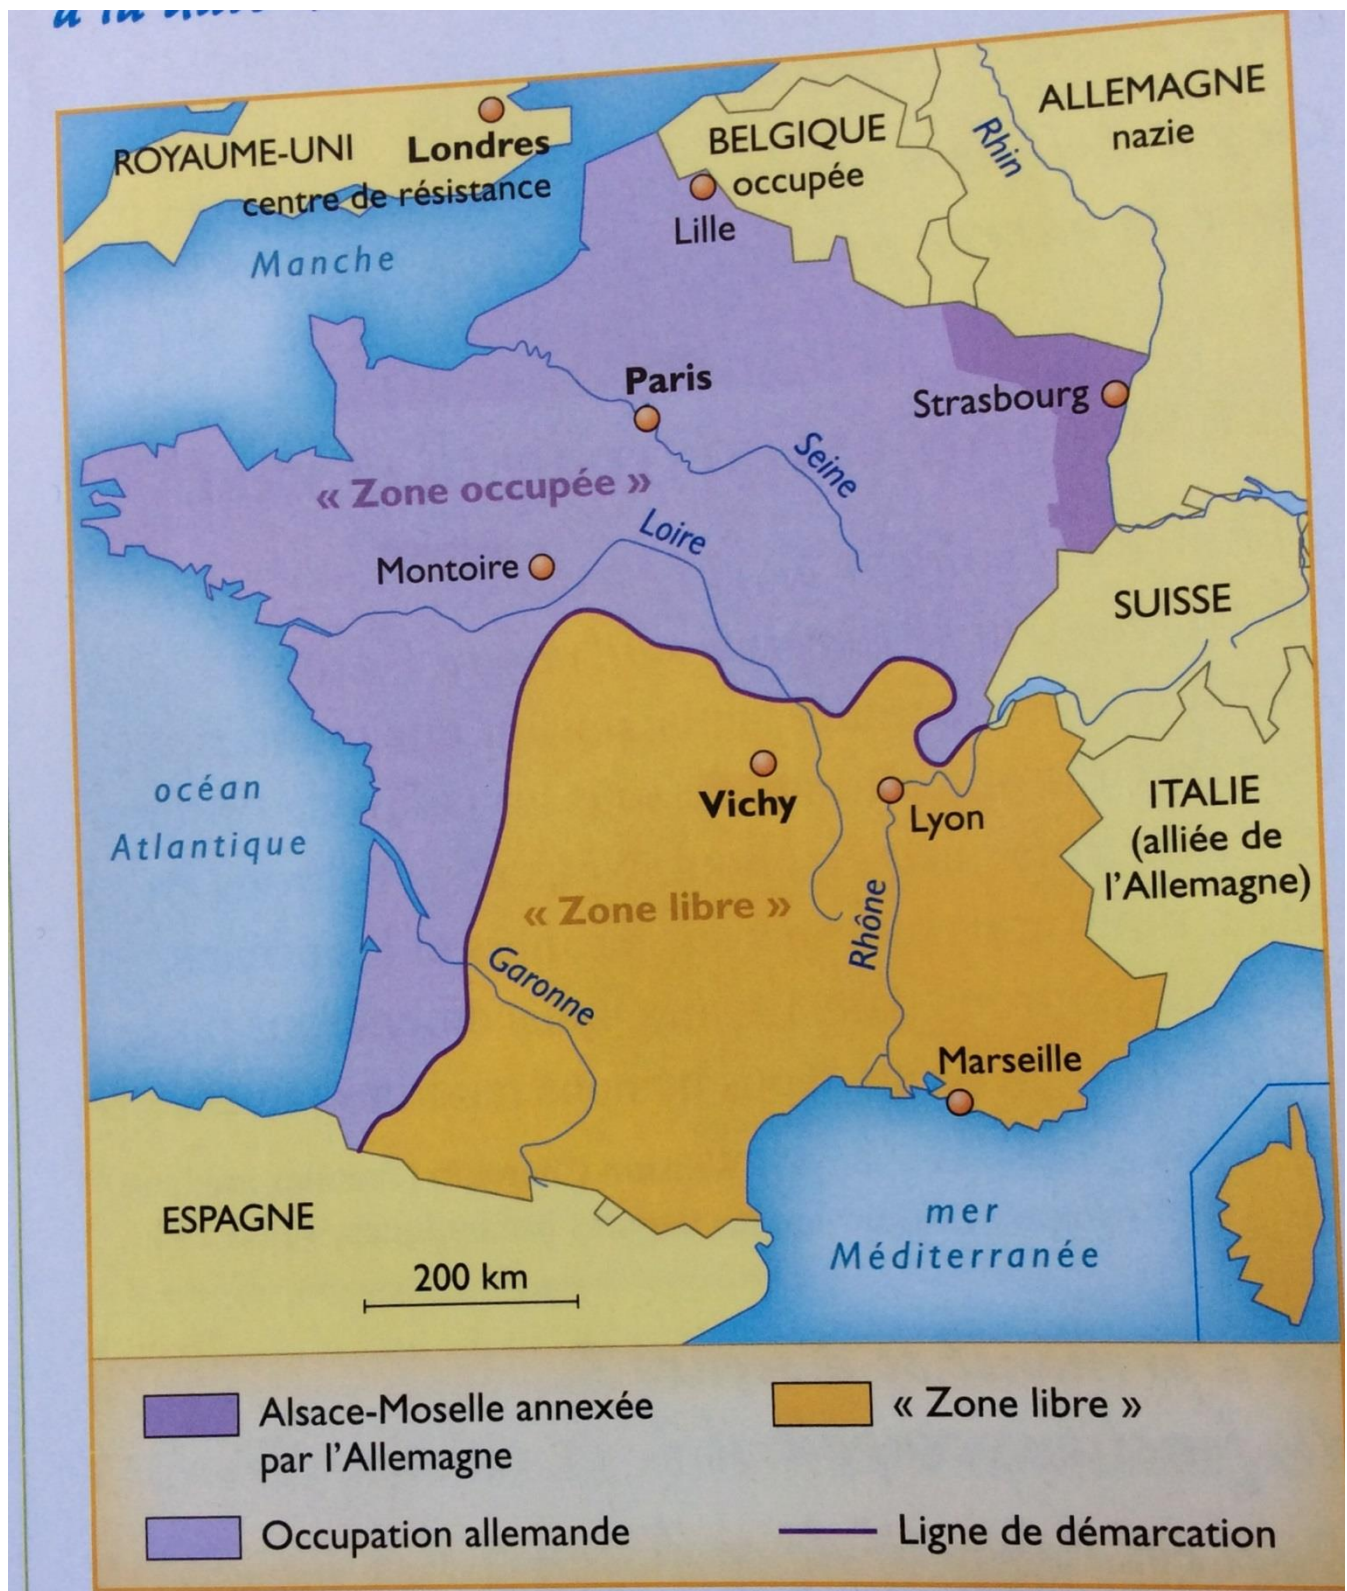 ROYAUME-UNI
Londres
centre de résistance
BELGIQUE
occupée
ALLEMAGNE
nazie
Rhin
Lille
Manche
Paris
Strasbourg
Seine
« Zone occupée »
Loire
Montoire
SUISSE
océan
Atlantique
Vichy
Lyon
ITALIE
(alliée de
l'Allemagne)
« Zone libre »
Rhône
Garonne
Marseille
ESPAGNE
mer
Méditerranée
200 km
Alsace-Moselle annexée
par l'Allemagne
« Zone libre »
Occupation allemande
Ligne de démarcation